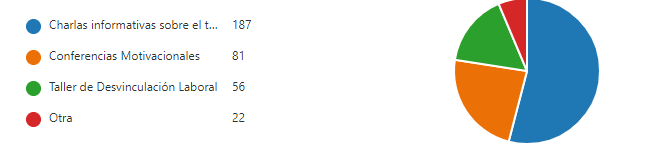 Charlas informativas sobre el t... 187
Conferencias Motivacionales 81
Taller de Desvinculación Laboral 56
Otra 22